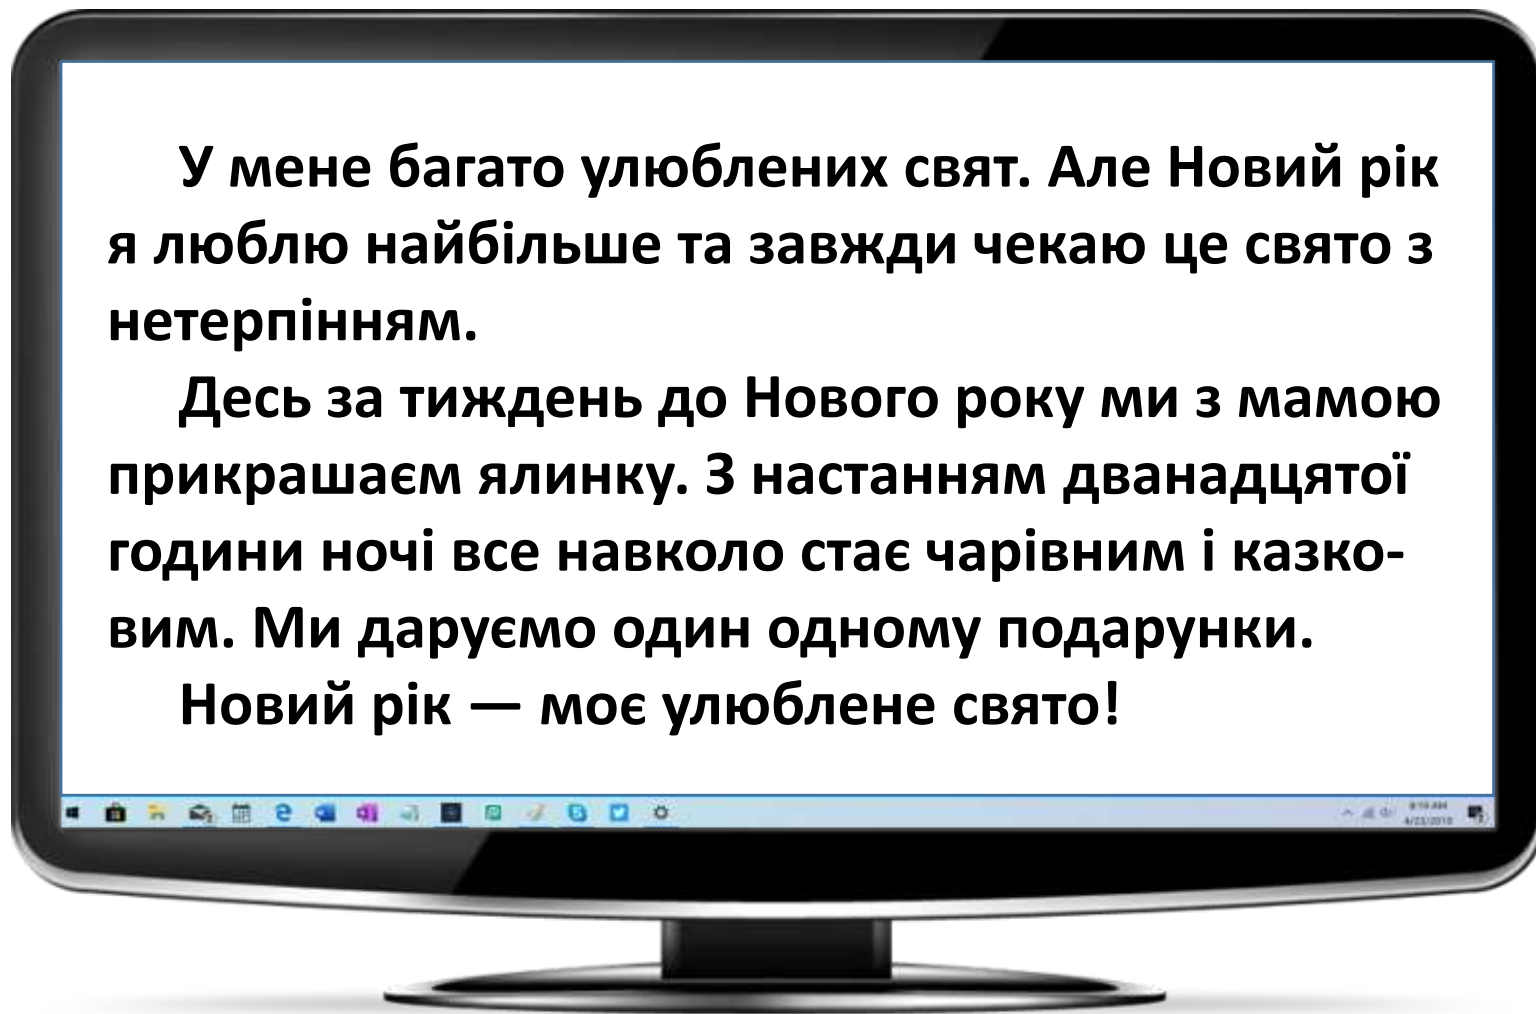 У мене багато улюблених свят. Але Новий рік
я люблю найбільше та завжди чекаю це свято з
нетерпінням.
Десь за тиждень до Нового року ми з мамою
прикрашаєм ялинку. З настанням дванадцятої
години ночі все навколо стає чарівним і казко-
вим. Ми даруємо один одному подарунки.
Новий рік — моє улюблене свято!